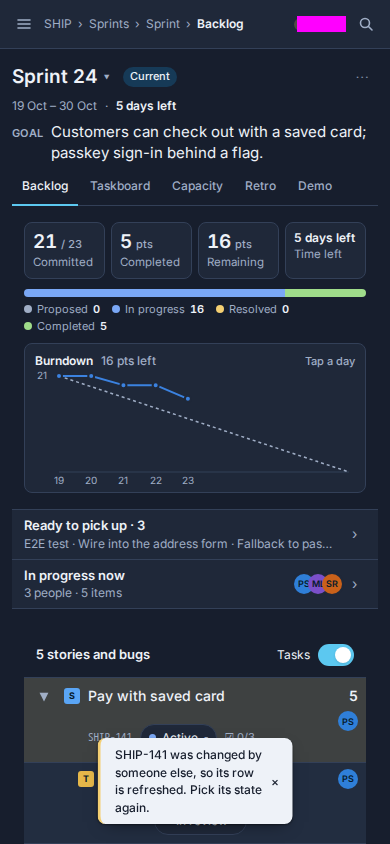 SHIP › Sprints › Sprint › Backlog
Sprint 24 ▾ Current ...
19 Oct – 30 Oct · 5 days left
GOAL Customers can check out with a saved card;
passkey sign-in behind a flag.
Backlog Taskboard Capacity Retro Demo
21 / 23 5 pts 16 pts 5 days left
Committed Completed Remaining Time left
Proposed 0 In progress 16 Resolved 0
Completed 5
Burndown 16 pts left Tap a day
21
19 20 21 22 23
Ready to pick up · 3
E2E test · Wire into the address form · Fallback to pas... ›
In progress now PS ML SR ›
3 people · 5 items
5 stories and bugs Tasks
▼ S Pay with saved card 5
PS
SHIP-141 Active 0/3
T PS
SHIP-141 was changed by
someone else, so its row
is refreshed. Pick its state ×
again.